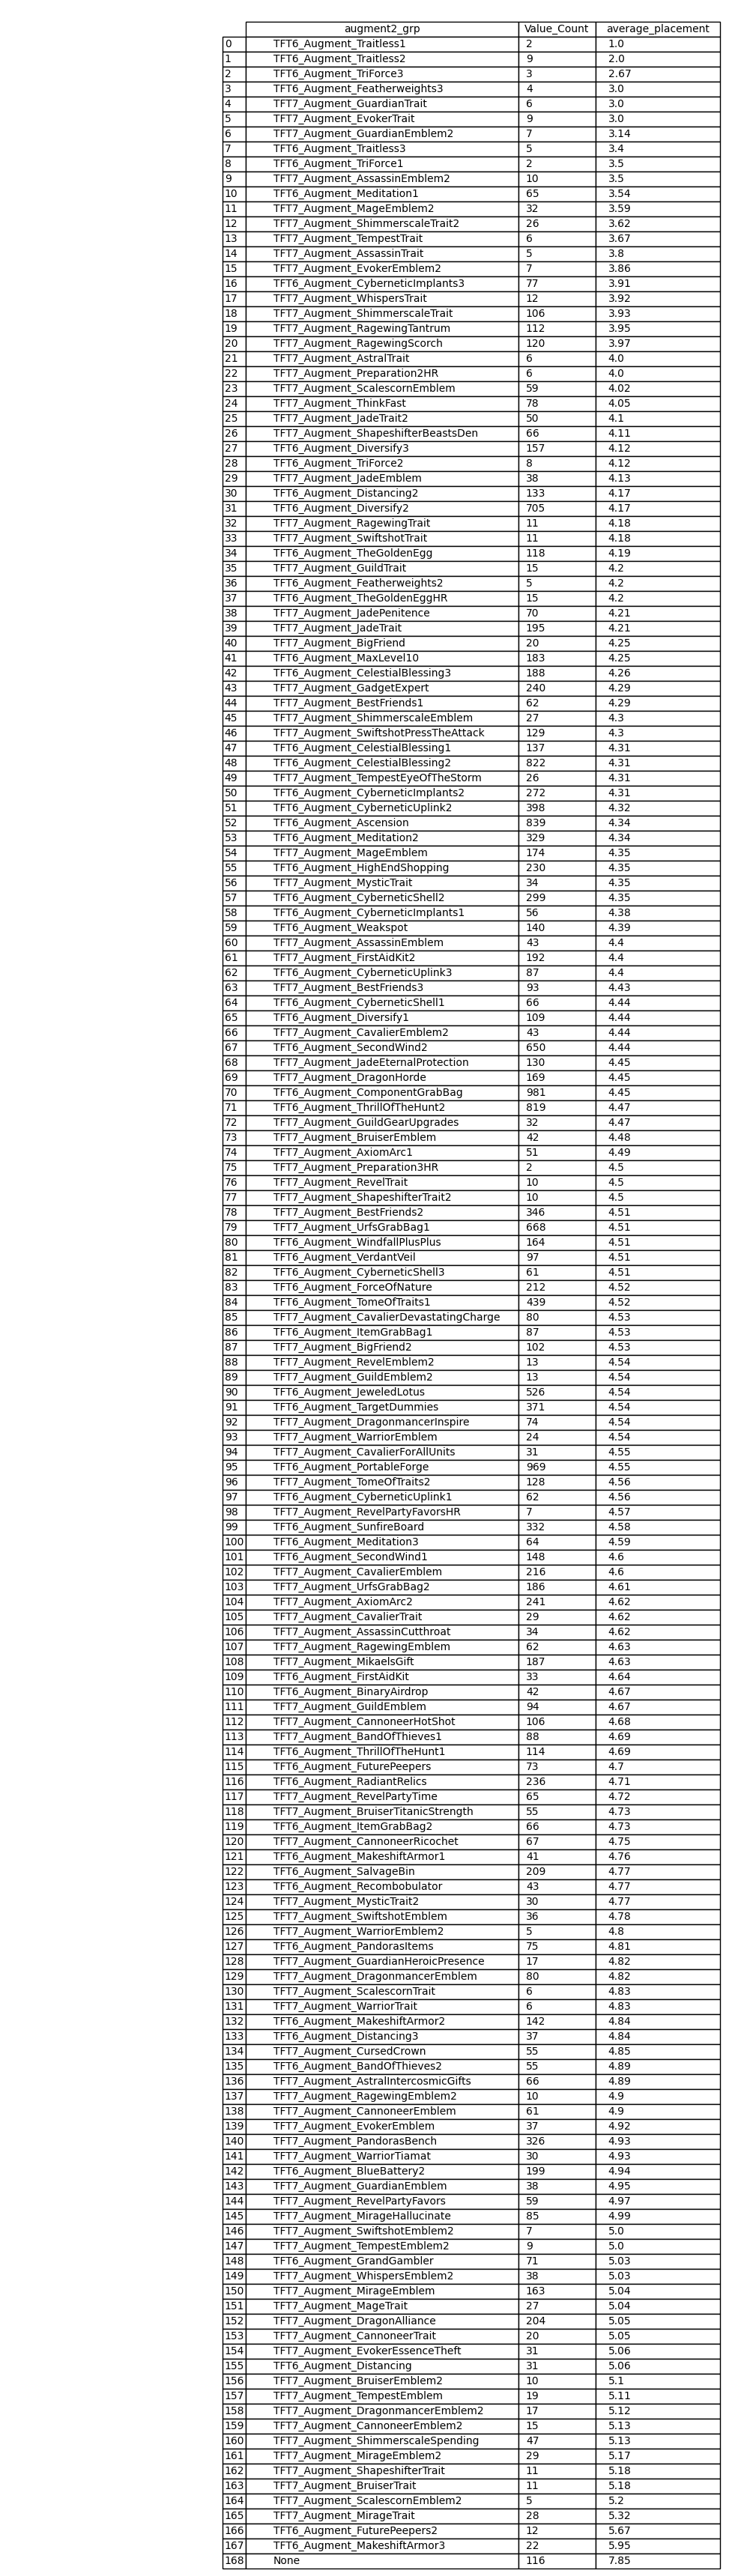 augment2_grp Value_Count average_placement
0 TFT6_Augment_Traitless1 2 1.0
1 TFT6_Augment_Traitless2 9 2.0
2 TFT6_Augment_TriForce3 3 2.67
3 TFT6_Augment_Featherweights3 4 3.0
4 TFT7_Augment_GuardianTrait 6 3.0
5 TFT7_Augment_EvokerTrait 9 3.0
6 TFT7_Augment_GuardianEmblem2 7 3.14
7 TFT6_Augment_Traitless3 5 3.4
8 TFT6_Augment_TriForce1 2 3.5
9 TFT7_Augment_AssassinEmblem2 10 3.5
10 TFT6_Augment_Meditation1 65 3.54
11 TFT7_Augment_MageEmblem2 32 3.59
12 TFT7_Augment_ShimmerscaleTrait2 26 3.62
13 TFT7_Augment_TempestTrait 6 3.67
14 TFT7_Augment_AssassinTrait 5 3.8
15 TFT7_Augment_EvokerEmblem2 7 3.86
16 TFT6_Augment_CyberneticImplants3 77 3.91
17 TFT7_Augment_WhispersTrait 12 3.92
18 TFT7_Augment_ShimmerscaleTrait 106 3.93
19 TFT7_Augment_RagewingTantrum 112 3.95
20 TFT7_Augment_RagewingScorch 120 3.97
21 TFT7_Augment_AstralTrait 6 4.0
22 TFT7_Augment_Preparation2HR 6 4.0
23 TFT7_Augment_ScalescornEmblem 59 4.02
24 TFT7_Augment_ThinkFast 78 4.05
25 TFT7_Augment_JadeTrait2 50 4.1
26 TFT7_Augment_ShapeshifterBeastsDen 66 4.11
27 TFT6_Augment_Diversify3 157 4.12
28 TFT6_Augment_TriForce2 8 4.12
29 TFT7_Augment_JadeEmblem 38 4.13
30 TFT6_Augment_Distancing2 133 4.17
31 TFT6_Augment_Diversify2 705 4.17
32 TFT7_Augment_RagewingTrait 11 4.18
33 TFT7_Augment_SwiftshotTrait 11 4.18
34 TFT6_Augment_TheGoldenEgg 118 4.19
35 TFT7_Augment_GuildTrait 15 4.2
36 TFT6_Augment_Featherweights2 5 4.2
37 TFT6_Augment_TheGoldenEggHR 15 4.2
38 TFT7_Augment_JadePenitence 70 4.21
39 TFT7_Augment_JadeTrait 195 4.21
40 TFT7_Augment_BigFriend 20 4.25
41 TFT6_Augment_MaxLevel10 183 4.25
42 TFT6_Augment_CelestialBlessing3 188 4.26
43 TFT7_Augment_GadgetExpert 240 4.29
44 TFT7_Augment_BestFriends1 62 4.29
45 TFT7_Augment_ShimmerscaleEmblem 27 4.3
46 TFT7_Augment_SwiftshotPressTheAttack 129 4.3
47 TFT6_Augment_CelestialBlessing1 137 4.31
48 TFT6_Augment_CelestialBlessing2 822 4.31
49 TFT7_Augment_TempestEyeOfTheStorm 26 4.31
50 TFT6_Augment_CyberneticImplants2 272 4.31
51 TFT6_Augment_CyberneticUplink2 398 4.32
52 TFT6_Augment_Ascension 839 4.34
53 TFT6_Augment_Meditation2 329 4.34
54 TFT7_Augment_MageEmblem 174 4.35
55 TFT6_Augment_HighEndShopping 230 4.35
56 TFT7_Augment_MysticTrait 34 4.35
57 TFT6_Augment_CyberneticShell2 299 4.35
58 TFT6_Augment_CyberneticImplants1 56 4.38
59 TFT6_Augment_Weakspot 140 4.39
60 TFT7_Augment_AssassinEmblem 43 4.4
61 TFT7_Augment_FirstAidKit2 192 4.4
62 TFT6_Augment_CyberneticUplink3 87 4.4
63 TFT7_Augment_BestFriends3 93 4.43
64 TFT6_Augment_CyberneticShell1 66 4.44
65 TFT6_Augment_Diversify1 109 4.44
66 TFT7_Augment_CavalierEmblem2 43 4.44
67 TFT6_Augment_SecondWind2 650 4.44
68 TFT7_Augment_JadeEternalProtection 130 4.45
69 TFT7_Augment_DragonHorde 169 4.45
70 TFT6_Augment_ComponentGrabBag 981 4.45
71 TFT6_Augment_ThrillOfTheHunt2 819 4.47
72 TFT7_Augment_GuildGearUpgrades 32 4.47
73 TFT7_Augment_BruiserEmblem 42 4.48
74 TFT7_Augment_AxiomArc1 51 4.49
75 TFT7_Augment_Preparation3HR 2 4.5
76 TFT7_Augment_RevelTrait 10 4.5
77 TFT7_Augment_ShapeshifterTrait2 10 4.5
78 TFT7_Augment_BestFriends2 346 4.51
79 TFT7_Augment_UrfsGrabBag1 668 4.51
80 TFT6_Augment_WindfallPlusPlus 164 4.51
81 TFT6_Augment_VerdantVeil 97 4.51
82 TFT6_Augment_CyberneticShell3 61 4.51
83 TFT6_Augment_ForceOfNature 212 4.52
84 TFT6_Augment_TomeOfTraits1 439 4.52
85 TFT7_Augment_CavalierDevastatingCharge 80 4.53
86 TFT6_Augment_ItemGrabBag1 87 4.53
87 TFT7_Augment_BigFriend2 102 4.53
88 TFT7_Augment_RevelEmblem2 13 4.54
89 TFT7_Augment_GuildEmblem2 13 4.54
90 TFT6_Augment_JeweledLotus 526 4.54
91 TFT6_Augment_TargetDummies 371 4.54
92 TFT7_Augment_DragonmancerInspire 74 4.54
93 TFT7_Augment_WarriorEmblem 24 4.54
94 TFT7_Augment_CavalierForAllUnits 31 4.55
95 TFT6_Augment_PortableForge 969 4.55
96 TFT7_Augment_TomeOfTraits2 128 4.56
97 TFT6_Augment_CyberneticUplink1 62 4.56
98 TFT7_Augment_RevelPartyFavorsHR 7 4.57
99 TFT6_Augment_SunfireBoard 332 4.58
100 TFT6_Augment_Meditation3 64 4.59
101 TFT6_Augment_SecondWind1 148 4.6
102 TFT7_Augment_CavalierEmblem 216 4.6
103 TFT7_Augment_UrfsGrabBag2 186 4.61
104 TFT7_Augment_AxiomArc2 241 4.62
105 TFT7_Augment_CavalierTrait 29 4.62
106 TFT7_Augment_AssassinCutthroat 34 4.62
107 TFT7_Augment_RagewingEmblem 62 4.63
108 TFT7_Augment_MikaelsGift 187 4.63
109 TFT6_Augment_FirstAidKit 33 4.64
110 TFT6_Augment_BinaryAirdrop 42 4.67
111 TFT7_Augment_GuildEmblem 94 4.67
112 TFT7_Augment_CannoneerHotShot 106 4.68
113 TFT7_Augment_BandOfThieves1 88 4.69
114 TFT6_Augment_ThrillOfTheHunt1 114 4.69
115 TFT6_Augment_FuturePeepers 73 4.7
116 TFT6_Augment_RadiantRelics 236 4.71
117 TFT7_Augment_RevelPartyTime 65 4.72
118 TFT7_Augment_BruiserTitanicStrength 55 4.73
119 TFT6_Augment_ItemGrabBag2 66 4.73
120 TFT7_Augment_CannoneerRicochet 67 4.75
121 TFT6_Augment_MakeshiftArmor1 41 4.76
122 TFT6_Augment_SalvageBin 209 4.77
123 TFT6_Augment_Recombobulator 43 4.77
124 TFT7_Augment_MysticTrait2 30 4.77
125 TFT7_Augment_SwiftshotEmblem 36 4.78
126 TFT7_Augment_WarriorEmblem2 5 4.8
127 TFT6_Augment_PandorasItems 75 4.81
128 TFT7_Augment_GuardianHeroicPresence 17 4.82
129 TFT7_Augment_DragonmancerEmblem 80 4.82
130 TFT7_Augment_ScalescornTrait 6 4.83
131 TFT7_Augment_WarriorTrait 6 4.83
132 TFT6_Augment_MakeshiftArmor2 142 4.84
133 TFT6_Augment_Distancing3 37 4.84
134 TFT7_Augment_CursedCrown 55 4.85
135 TFT6_Augment_BandOfThieves2 55 4.89
136 TFT7_Augment_AstralIntercosmicGifts 66 4.89
137 TFT7_Augment_RagewingEmblem2 10 4.9
138 TFT7_Augment_CannoneerEmblem 61 4.9
139 TFT7_Augment_EvokerEmblem 37 4.92
140 TFT7_Augment_PandorasBench 326 4.93
141 TFT7_Augment_WarriorTiamat 30 4.93
142 TFT6_Augment_BlueBattery2 199 4.94
143 TFT7_Augment_GuardianEmblem 38 4.95
144 TFT7_Augment_RevelPartyFavors 59 4.97
145 TFT7_Augment_MirageHallucinate 85 4.99
146 TFT7_Augment_SwiftshotEmblem2 7 5.0
147 TFT7_Augment_TempestEmblem2 9 5.0
148 TFT6_Augment_GrandGambler 71 5.03
149 TFT7_Augment_WhispersEmblem2 38 5.03
150 TFT7_Augment_MirageEmblem 163 5.04
151 TFT7_Augment_MageTrait 27 5.04
152 TFT7_Augment_DragonAlliance 204 5.05
153 TFT7_Augment_CannoneerTrait 20 5.05
154 TFT7_Augment_EvokerEssenceTheft 31 5.06
155 TFT6_Augment_Distancing 31 5.06
156 TFT7_Augment_BruiserEmblem2 10 5.1
157 TFT7_Augment_TempestEmblem 19 5.11
158 TFT7_Augment_DragonmancerEmblem2 17 5.12
159 TFT7_Augment_CannoneerEmblem2 15 5.13
160 TFT7_Augment_ShimmerscaleSpending 47 5.13
161 TFT7_Augment_MirageEmblem2 29 5.17
162 TFT7_Augment_ShapeshifterTrait 11 5.18
163 TFT7_Augment_BruiserTrait 11 5.18
164 TFT7_Augment_ScalescornEmblem2 5 5.2
165 TFT7_Augment_MirageTrait 28 5.32
166 TFT6_Augment_FuturePeepers2 12 5.67
167 TFT6_Augment_MakeshiftArmor3 22 5.95
168 None 116 7.85